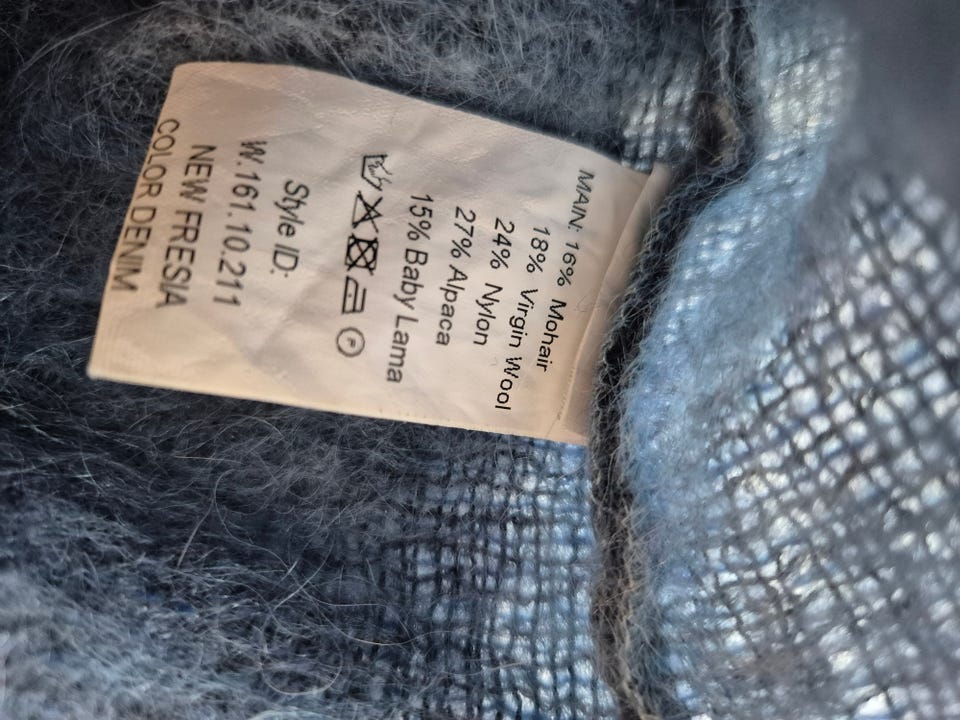 MAIN: 16% Mohair
18% Virgin Wool
24% Nylon
27% Alpaca
15% Baby Lama
P
Style ID:
W.161.10.211
NEW FRESIA
COLOR DENIM